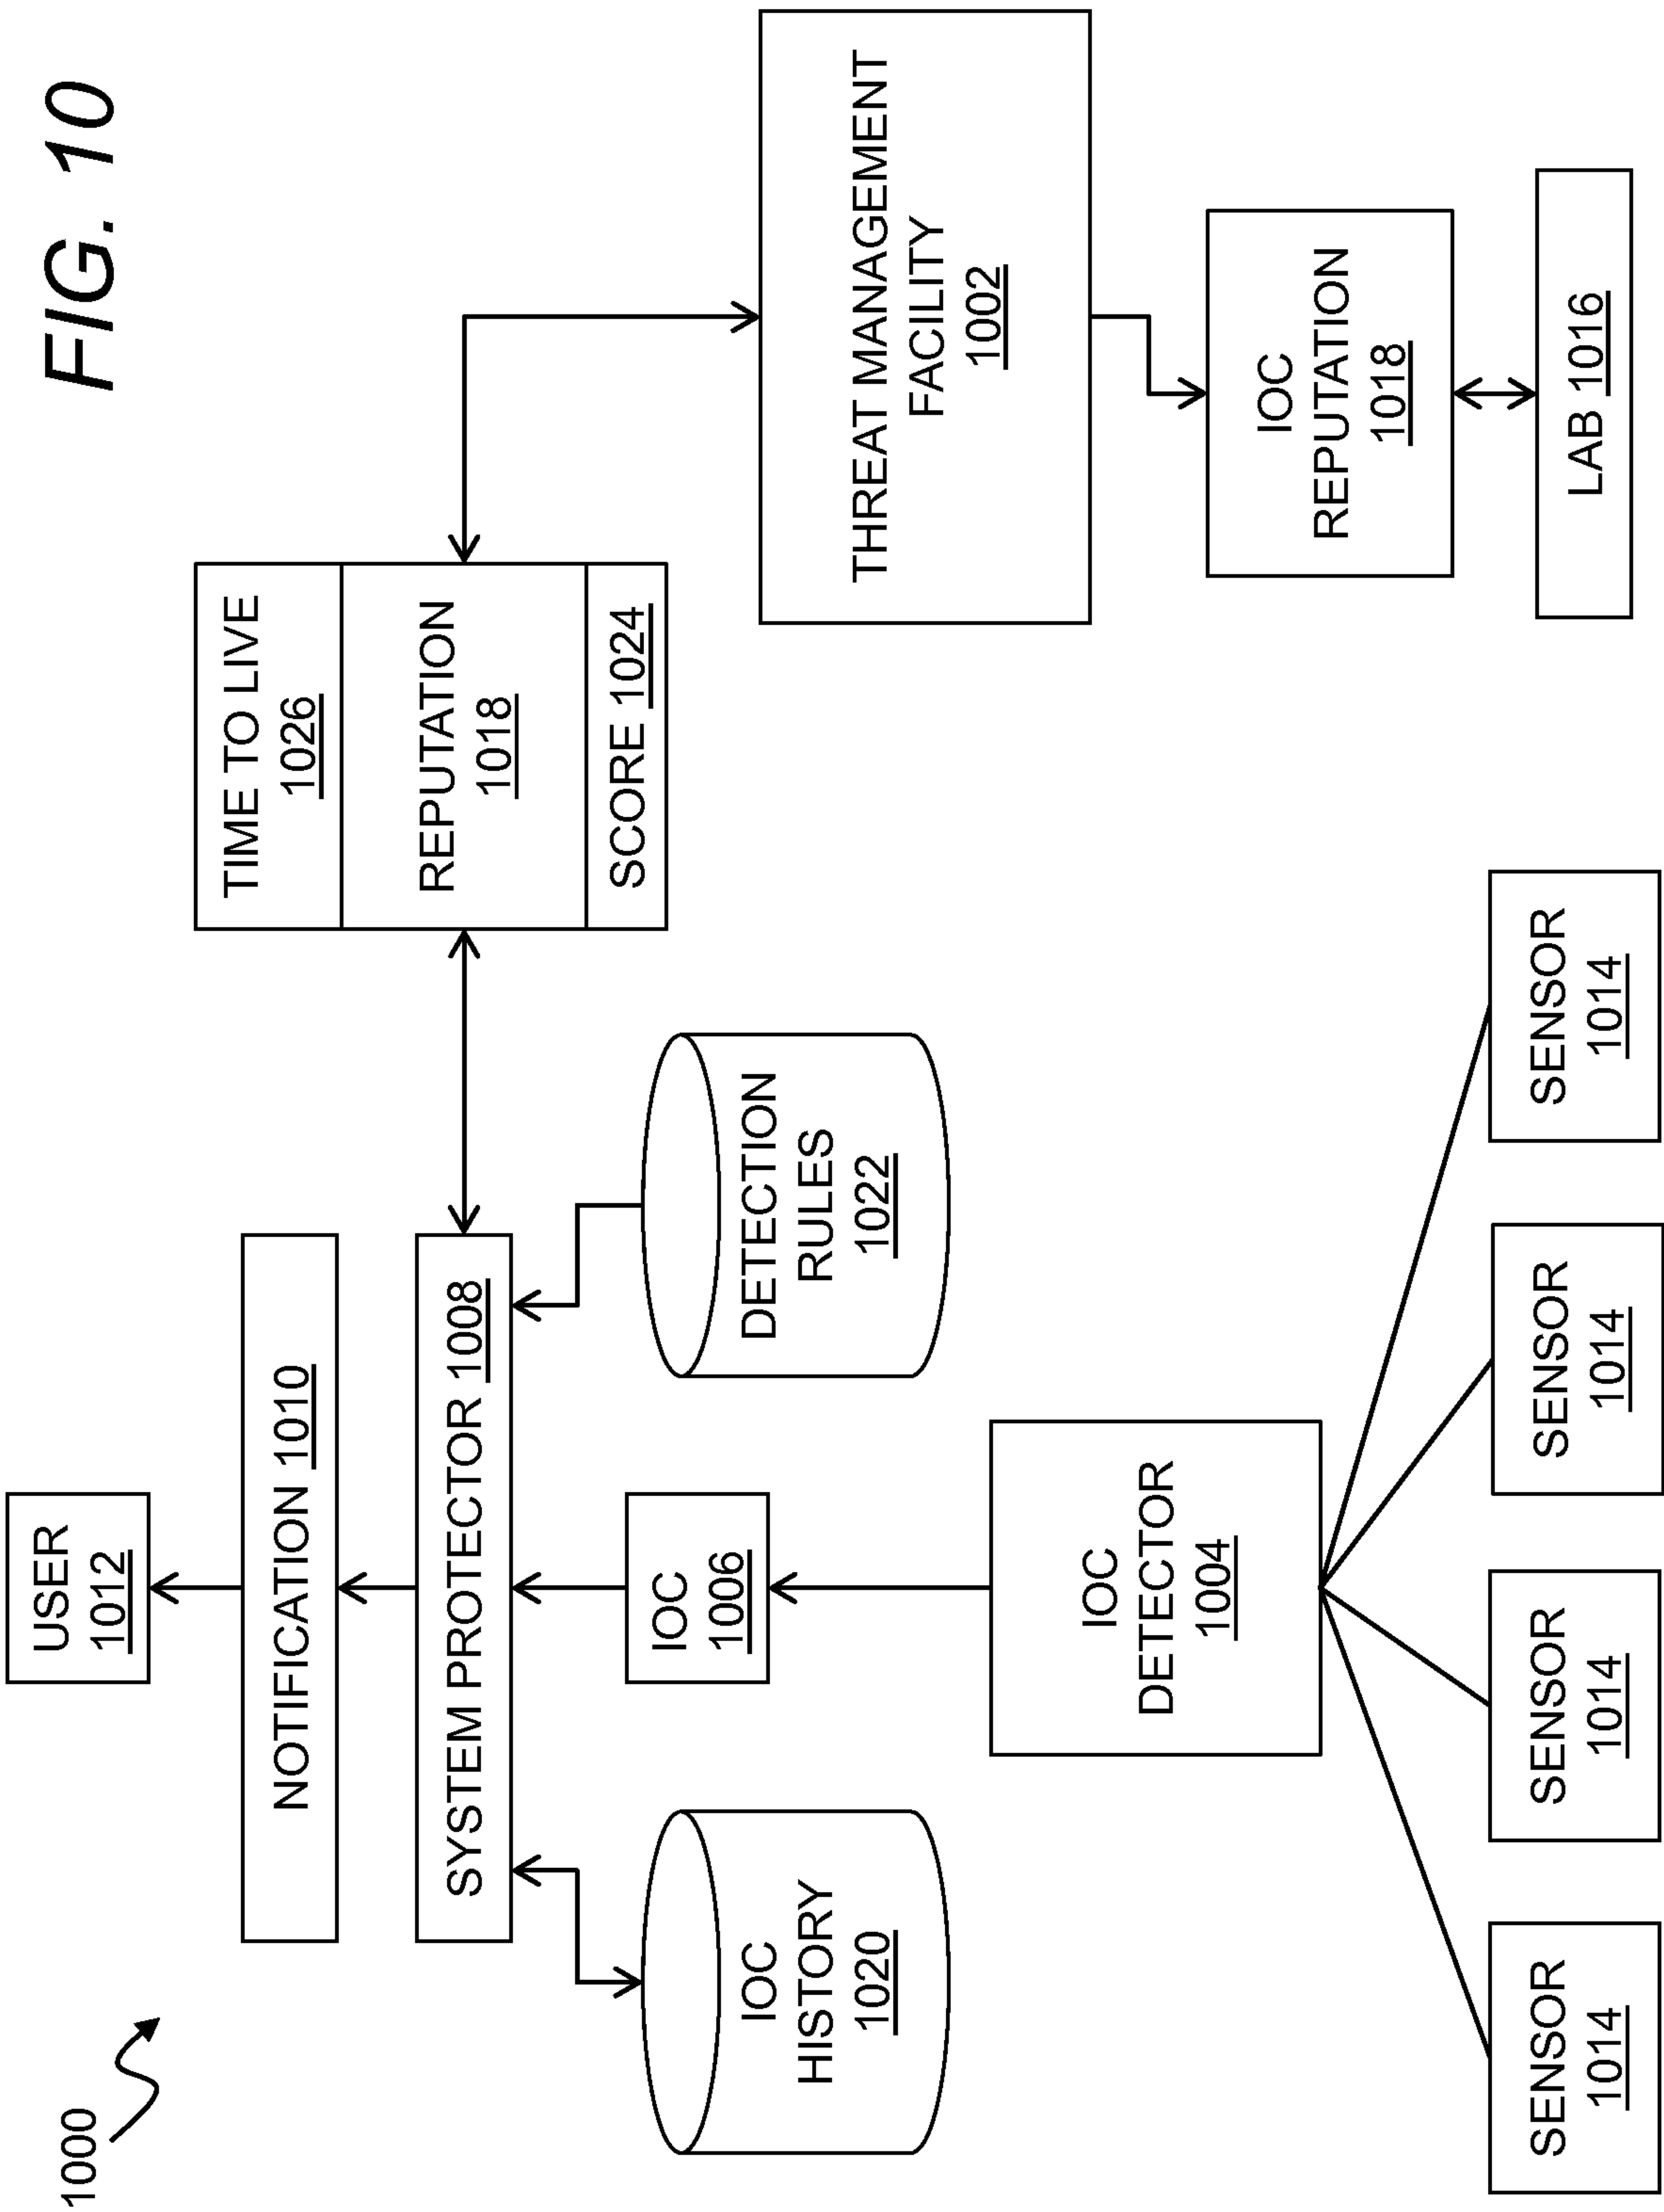 FIG. 10
1000
USER
1012
NOTIFICATION 1010
SYSTEM PROTECTOR 1008
TIME TO LIVE
1026
REPUTATION
1018
SCORE 1024
IOC
HISTORY
1020
IOC
1006
DETECTION
RULES
1022
THREAT MANAGEMENT
FACILITY
1002
IOC
DETECTOR
1004
IOC
REPUTATION
1018
SENSOR
1014
SENSOR
1014
SENSOR
1014
SENSOR
1014
LAB 1016